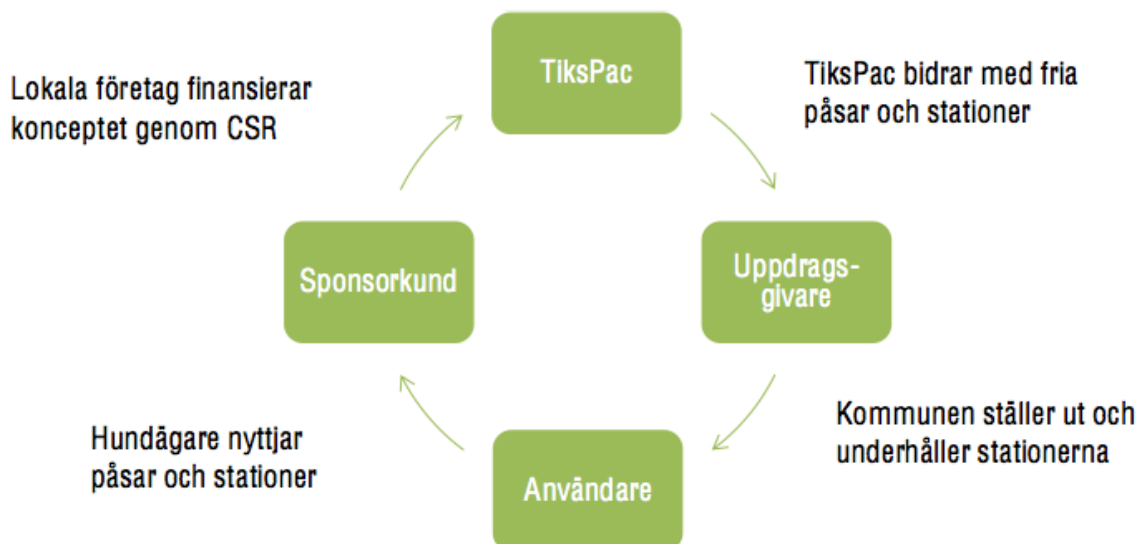 TiksPac
TiksPac bidrar med fria
påsar och stationer
Uppdrags-
givare
Kommunen ställer ut och
underhåller stationerna
Användare
Hundägare nyttjar
påsar och stationer
Sponsorkund
Lokala företag finansierar
konceptet genom CSR